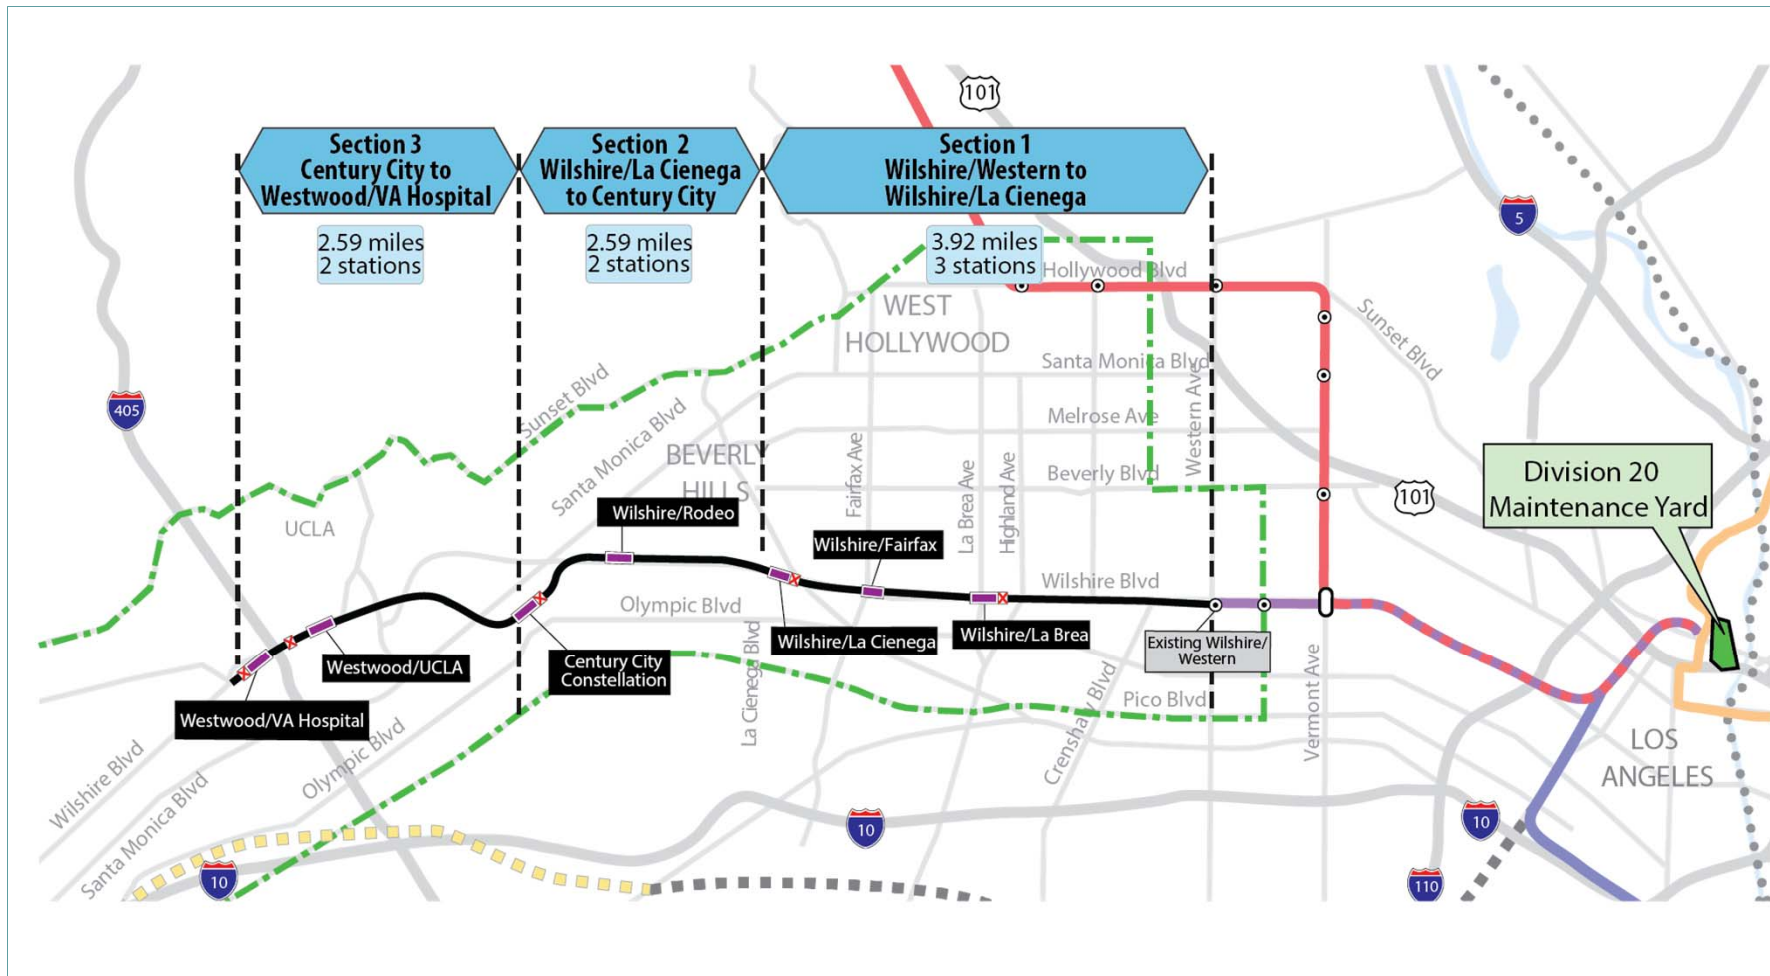 101
Section 3
Century City to
Westwood/VA Hospital
Section 2
Wilshire/La Cienega
to Century City
Section 1
Wilshire/Western to
Wilshire/La Cienega
2.59 miles
2 stations
2.59 miles
2 stations
3.92 miles
3 stations
5
Hollywood Blvd
WEST
HOLLYWOOD
Sunset Blvd
Santa Monica Blvd
Western Ave
405
Sunset Blvd
Santa Monica Blvd
Melrose Ave
BEVERLY
HILLS
Fairfax Ave
La Brea Ave
Highland Ave
Beverly Blvd
101
Division 20
Maintenance Yard
UCLA
Wilshire/Rodeo
Wilshire/Fairfax
Wilshire Blvd
Olympic Blvd
Wilshire/La Cienega
Wilshire/La Brea
Existing Wilshire/
Western
Westwood/UCLA
Century City
Constellation
La Cienega Blvd
Crenshaw Blvd
Pico Blvd
Vermont Ave
Westwood/VA Hospital
Wilshire Blvd
Santa Monica Blvd
Olympic Blvd
LOS
ANGELES
10
10
10
110